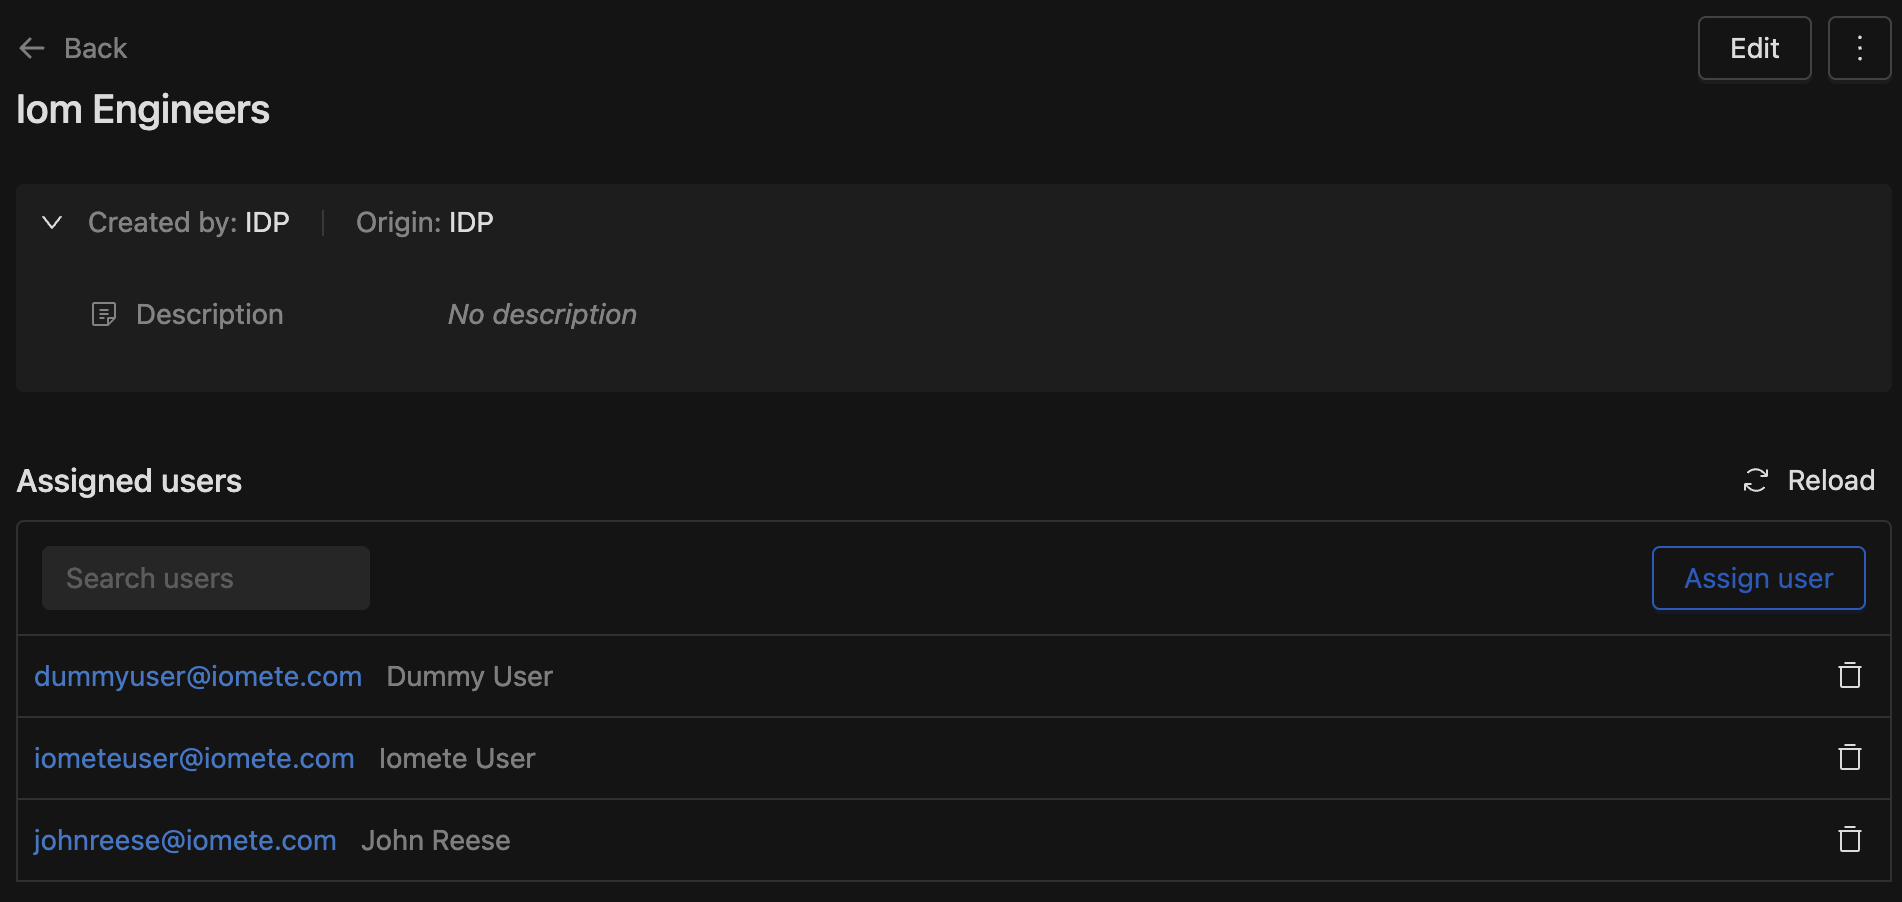 Back
Edit
Iom Engineers
Created by: IDP Origin: IDP
Description No description
Assigned users
Reload
Search users
Assign user
dummyuser@iomete.com Dummy User
iometeuser@iomete.com Iomete User
johnreese@iomete.com John Reese